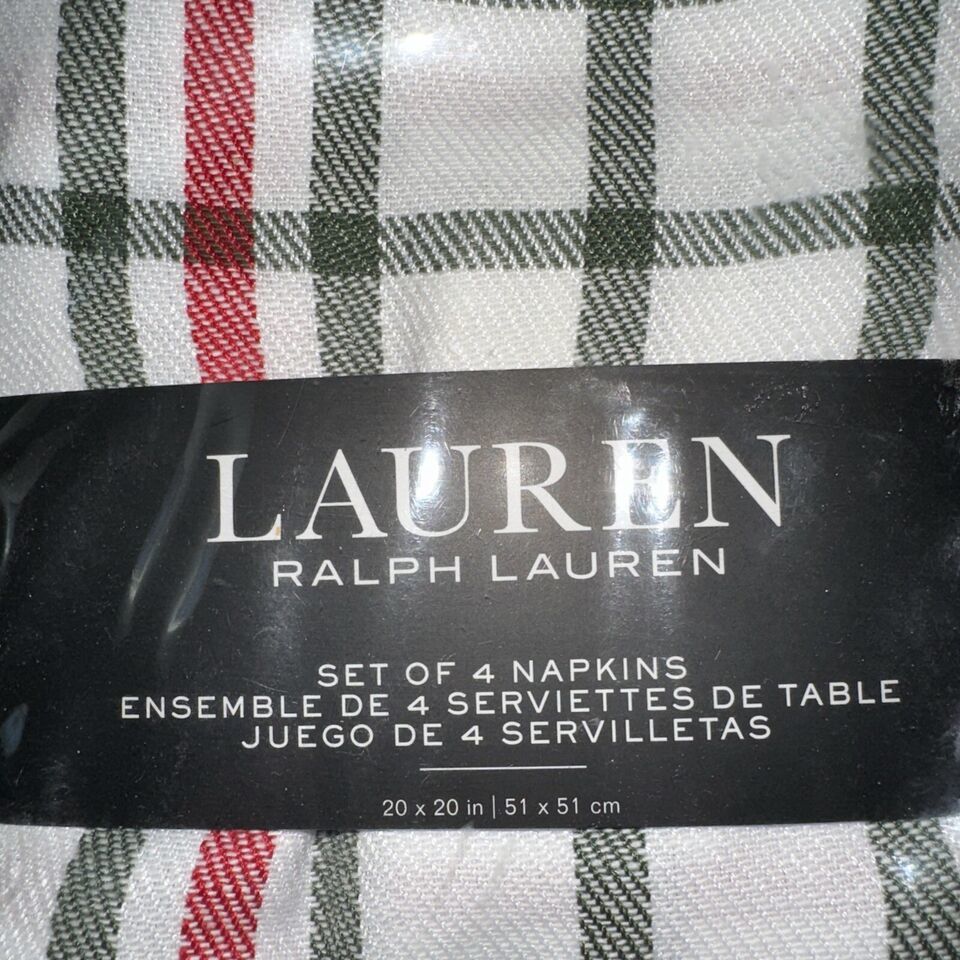 LAUREN
RALPH LAUREN
SET OF 4 NAPKINS
ENSEMBLE DE 4 SERVIETTES DE TABLE
JUEGO DE 4 SERVILLETAS
20 x 20 in | 51 x 51 cm